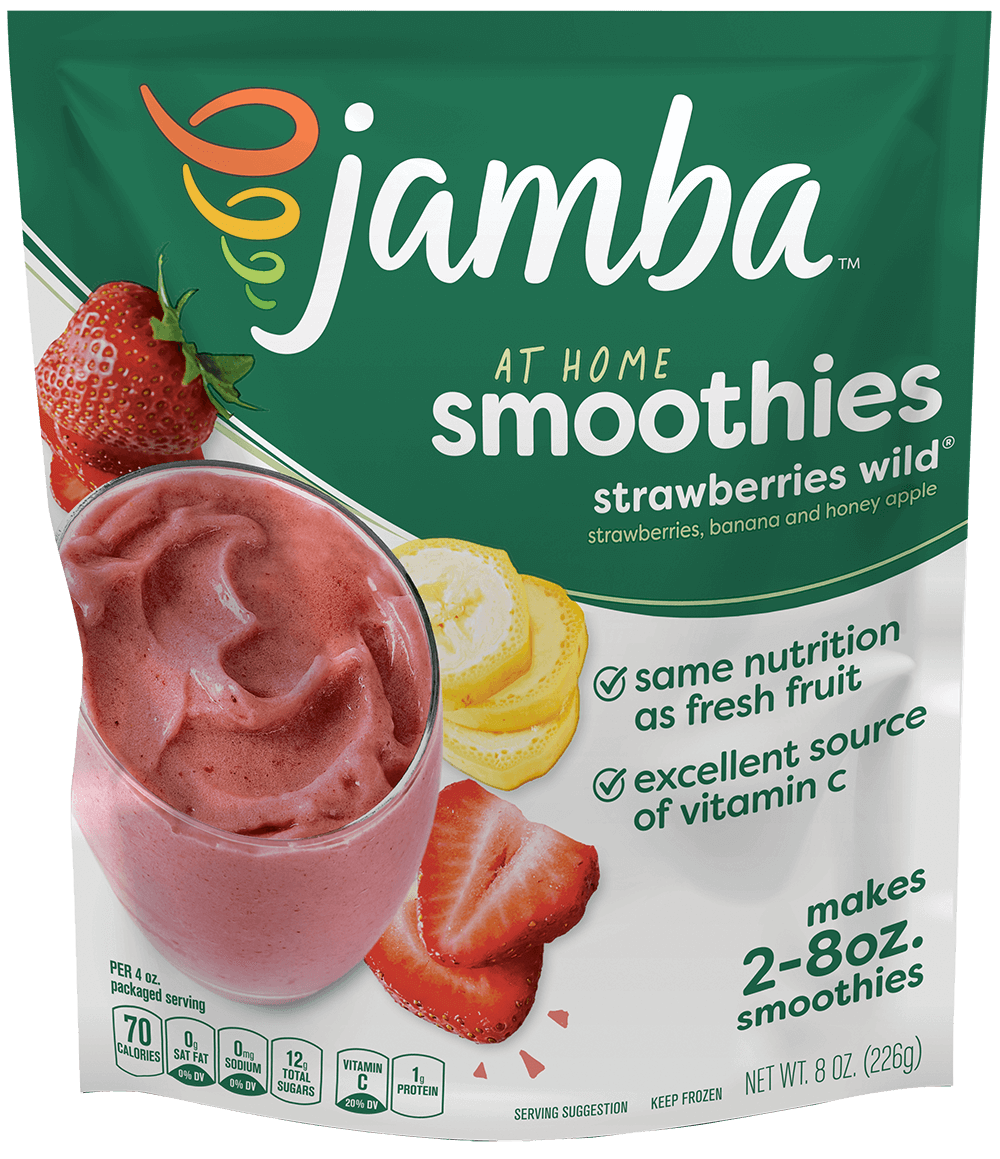 jamba™
AT HOME
smoothies
strawberries wild®
strawberries, banana and honey apple
same nutrition
as fresh fruit
excellent source
of vitamin c
makes
2-8oz.
smoothies
PER 4 oz.
packaged serving
70
CALORIES
0g
SAT FAT
0% DV
0mg
SODIUM
0% DV
12g
TOTAL
SUGARS
VITAMIN
C
20% DV
1g
PROTEIN
SERVING SUGGESTION
KEEP FROZEN
NET WT. 8 OZ. (226g)